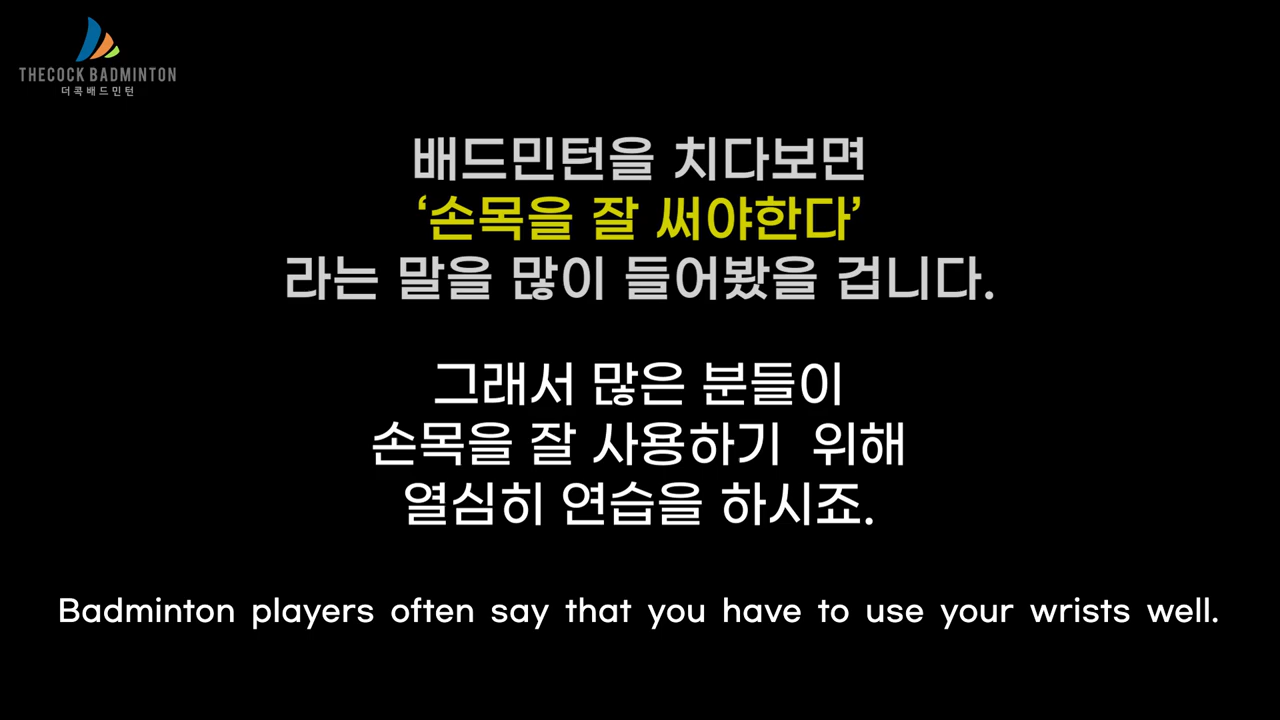 THECOCK BADMINTON
더콕배드민턴
배드민턴을 치다보면
‘손목을 잘 써야한다’
라는 말을 많이 들어봤을 겁니다.
그래서 많은 분들이
손목을 잘 사용하기 위해
열심히 연습을 하시죠.
Badminton players often say that you have to use your wrists well.